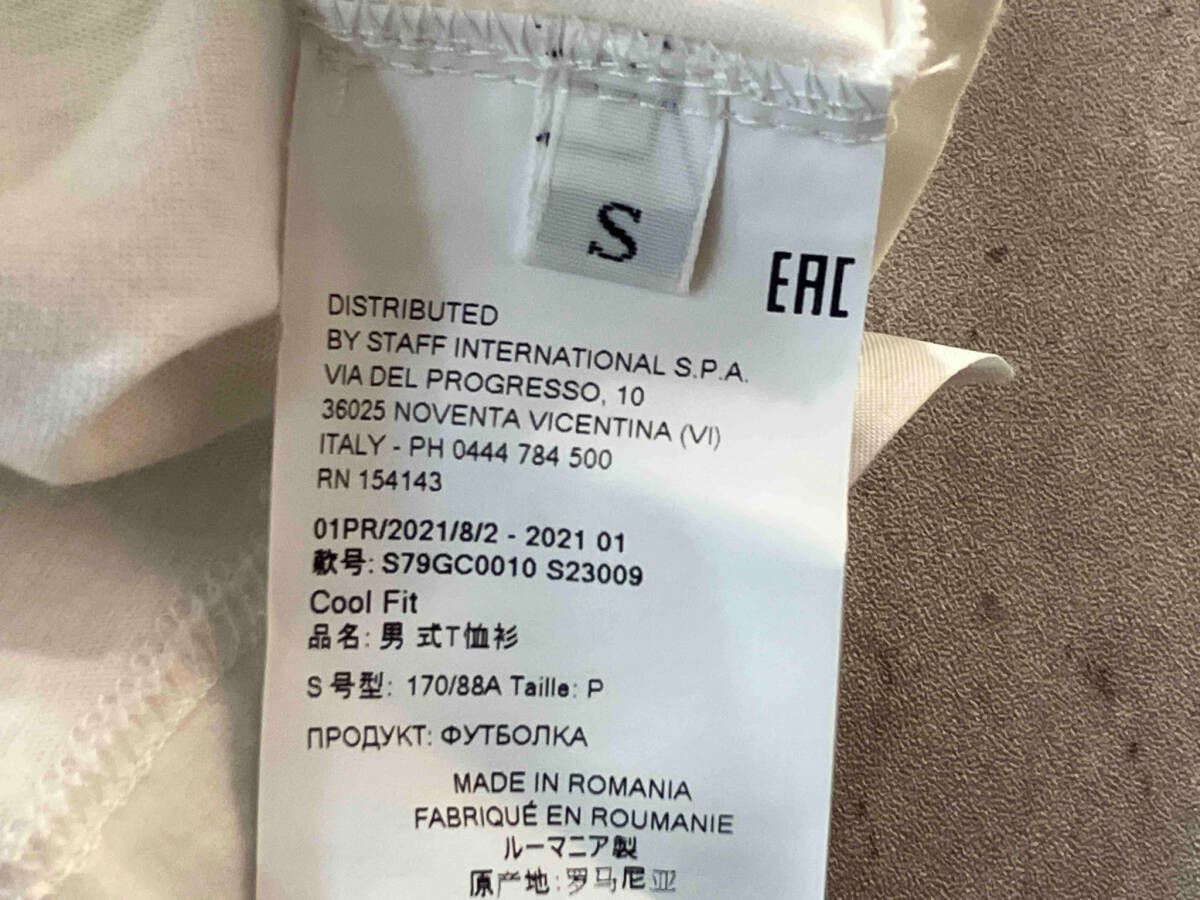 S
EAC
DISTRIBUTED
BY STAFF INTERNATIONAL S.P.A.
VIA DEL PROGRESSO, 10
36025 NOVENTA VICENTINA (VI)
ITALY - PH 0444 784 500
RN 154143
01PR/2021/8/2 - 2021 01
款号: S79GC0010 S23009
Cool Fit
品名: 男 式T恤衫
S 号型: 170/88A Taille: P
ПРОДУКТ: ФУТБОЛКА
MADE IN ROMANIA
FABRIQUÉ EN ROUMANIE
ルーマニア製
原产地: 罗马尼亚